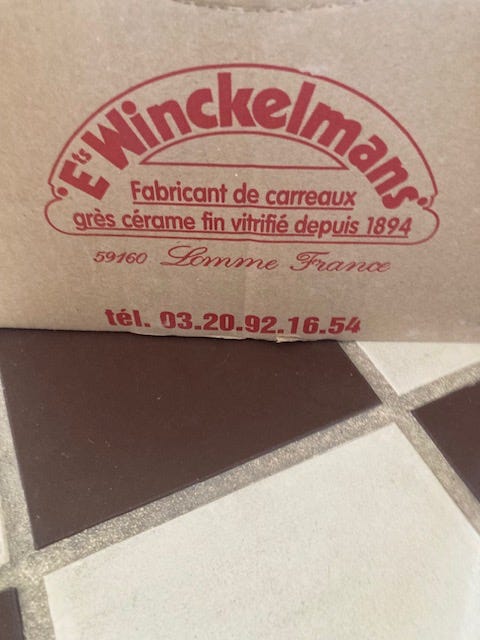 Ets Winckelmans
Fabricant de carreaux
grès cérame fin vitrifié depuis 1894
59160 Lomme France
tél. 03.20.92.16.54